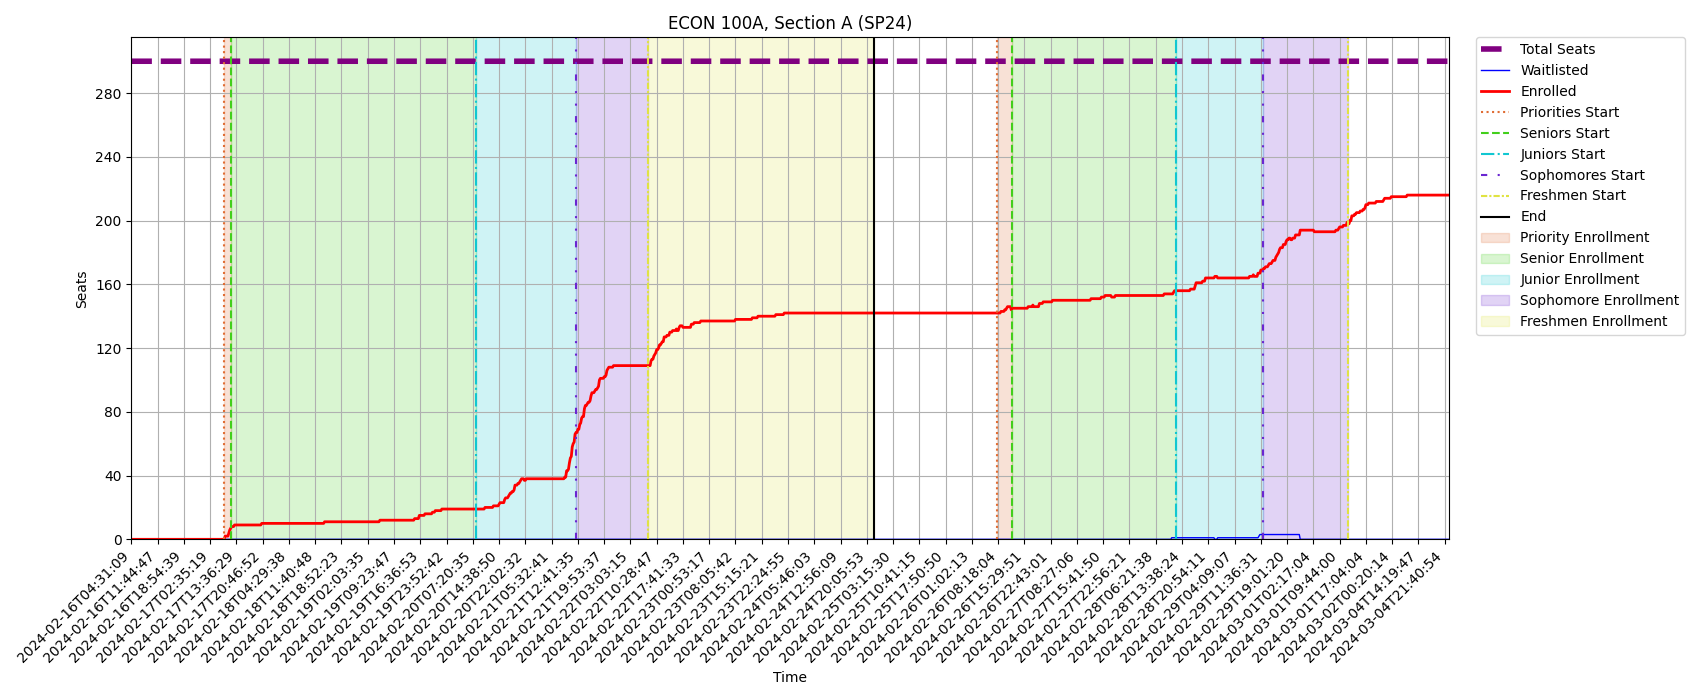 ECON 100A, Section A (SP24)
Seats
280
240
200
160
120
80
40
0
2024-02-16T04:31:09
2024-02-16T11:44:47
2024-02-16T18:54:39
2024-02-17T02:35:19
2024-02-17T13:36:29
2024-02-17T20:46:52
2024-02-18T04:29:38
2024-02-18T11:40:48
2024-02-18T18:52:23
2024-02-19T02:03:35
2024-02-19T09:23:47
2024-02-19T16:36:53
2024-02-19T23:52:42
2024-02-20T07:20:35
2024-02-20T14:38:50
2024-02-20T22:02:32
2024-02-21T05:32:41
2024-02-21T12:41:35
2024-02-21T19:53:37
2024-02-22T03:03:15
2024-02-22T10:28:47
2024-02-22T17:41:33
2024-02-23T00:53:17
2024-02-23T08:05:42
2024-02-23T15:15:21
2024-02-23T22:24:55
2024-02-24T05:46:03
2024-02-24T12:56:09
2024-02-24T20:05:53
2024-02-25T03:15:30
2024-02-25T10:41:15
2024-02-25T17:50:50
2024-02-26T01:02:13
2024-02-26T08:18:04
2024-02-26T15:29:51
2024-02-26T22:43:01
2024-02-27T08:27:06
2024-02-27T15:41:50
2024-02-27T22:56:21
2024-02-28T06:21:38
2024-02-28T13:38:24
2024-02-28T20:54:11
2024-02-29T04:09:07
2024-02-29T11:36:31
2024-02-29T19:01:20
2024-03-01T02:17:04
2024-03-01T09:44:00
2024-03-01T17:04:04
2024-03-02T00:20:14
2024-03-04T14:19:47
2024-03-04T21:40:54
Time
Total Seats
Waitlisted
Enrolled
Priorities Start
Seniors Start
Juniors Start
Sophomores Start
Freshmen Start
End
Priority Enrollment
Senior Enrollment
Junior Enrollment
Sophomore Enrollment
Freshmen Enrollment